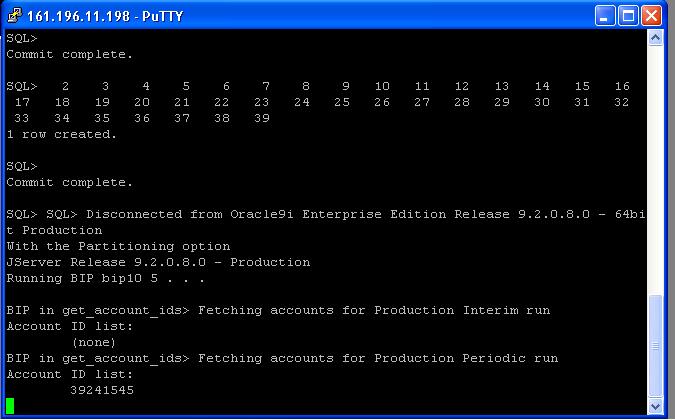 161.196.11.198 - PuTTY
SQL>
Commit complete.
SQL> 2 3 4 5 6 7 8 9 10 11 12 13 14 15 16
17 18 19 20 21 22 23 24 25 26 27 28 29 30 31 32
33 34 35 36 37 38 39
1 row created.
SQL>
Commit complete.
SQL> SQL> Disconnected from Oracle9i Enterprise Edition Release 9.2.0.8.0 - 64bi
t Production
With the Partitioning option
JServer Release 9.2.0.8.0 - Production
Running BIP bip10 5 . . .
BIP in get_account_ids> Fetching accounts for Production Interim run
Account ID list:
(none)
BIP in get_account_ids> Fetching accounts for Production Periodic run
Account ID list:
39241545